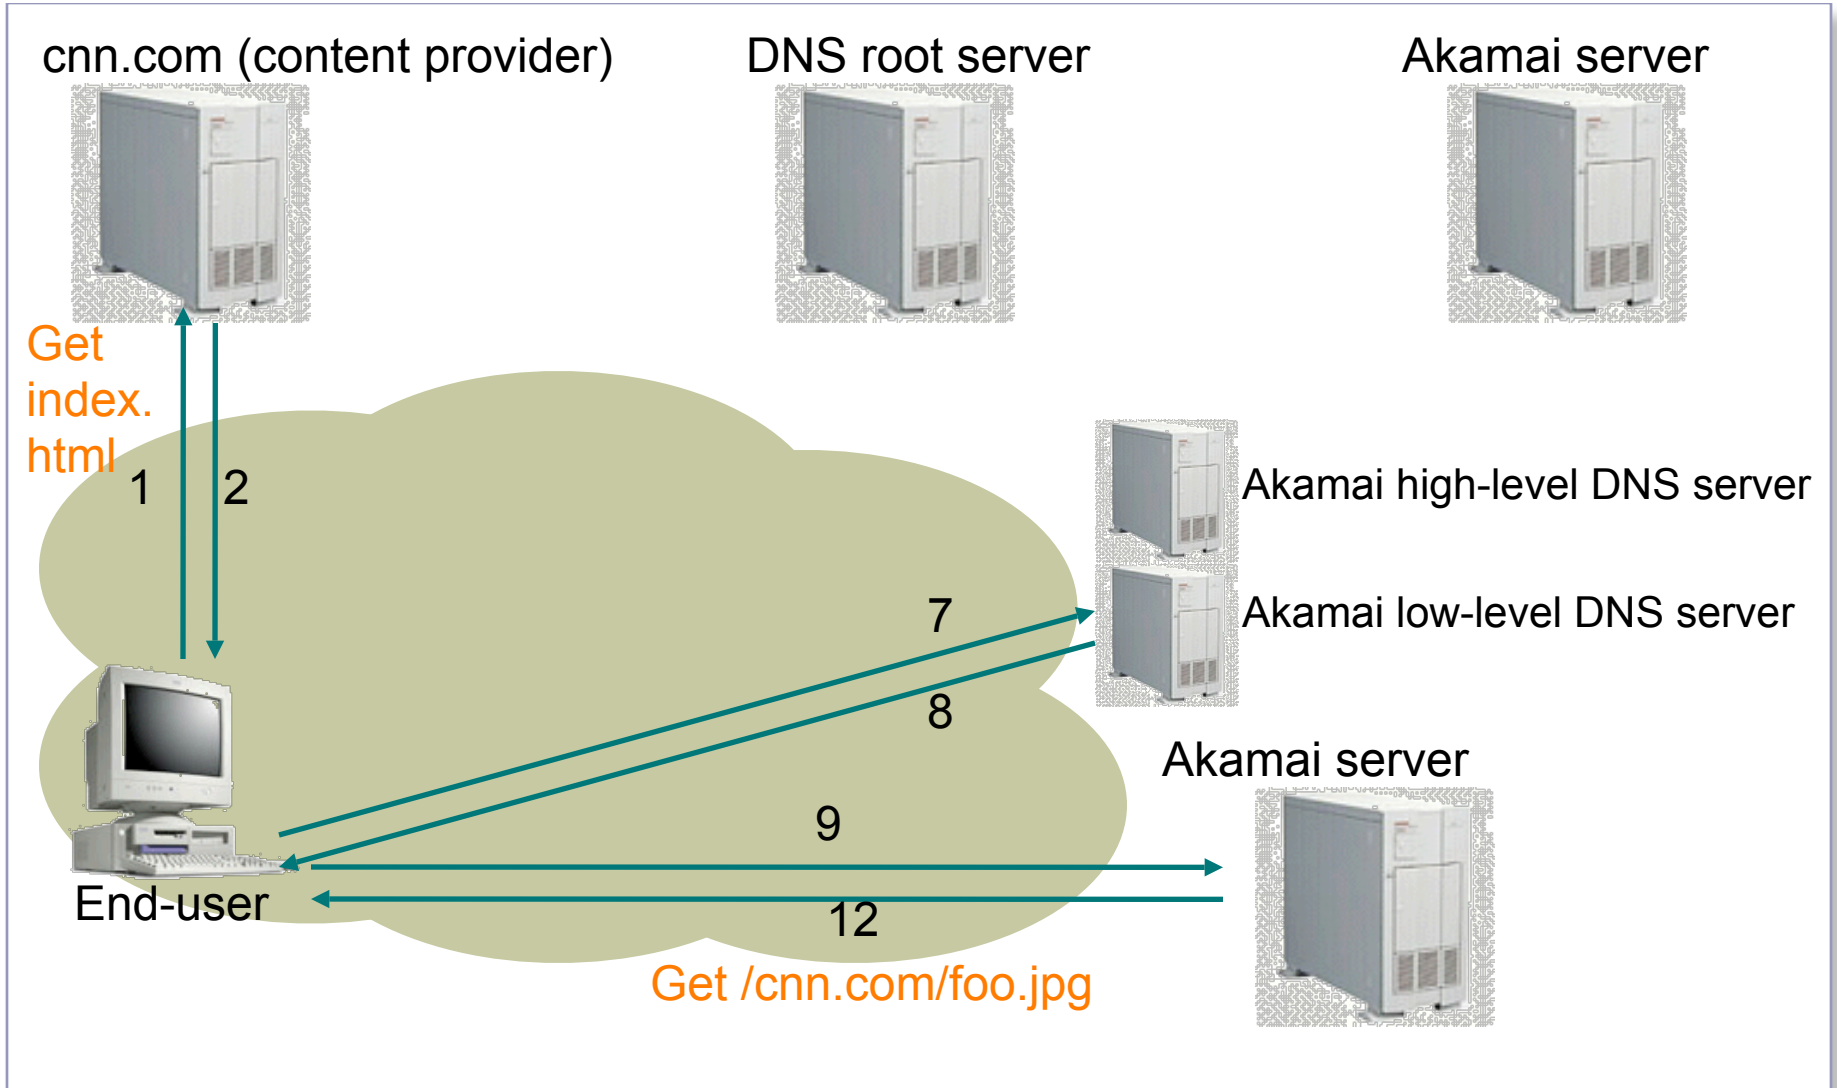 cnn.com (content provider)
DNS root server
Akamai server
Get
index.
html
1
2
Akamai high-level DNS server
7
Akamai low-level DNS server
8
Akamai server
9
End-user
12
Get /cnn.com/foo.jpg